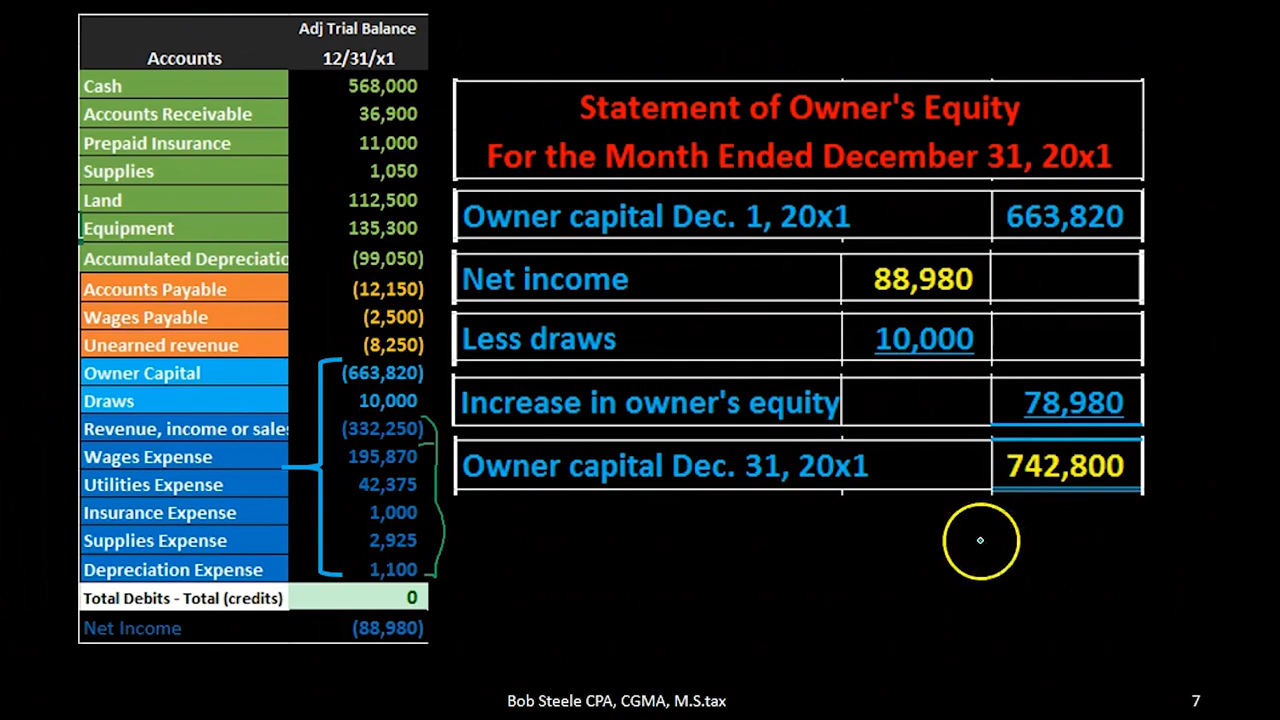 Adj Trial Balance
Accounts 12/31/x1
Cash 568,000
Accounts Receivable 36,900
Prepaid Insurance 11,000
Supplies 1,050
Land 112,500
Equipment 135,300
Accumulated Depreciatio (99,050)
Accounts Payable (12,150)
Wages Payable (2,500)
Unearned revenue (8,250)
Owner Capital (663,820)
Draws 10,000
Revenue, income or sales (332,250)
Wages Expense 195,870
Utilities Expense 42,375
Insurance Expense 1,000
Supplies Expense 2,925
Depreciation Expense 1,100
Total Debits - Total (credits) 0
Net Income (88,980)
Statement of Owner's Equity
For the Month Ended December 31, 20x1
Owner capital Dec. 1, 20x1 663,820
Net income 88,980
Less draws 10,000
Increase in owner's equity 78,980
Owner capital Dec. 31, 20x1 742,800
Bob Steele CPA, CGMA, M.S.tax 7